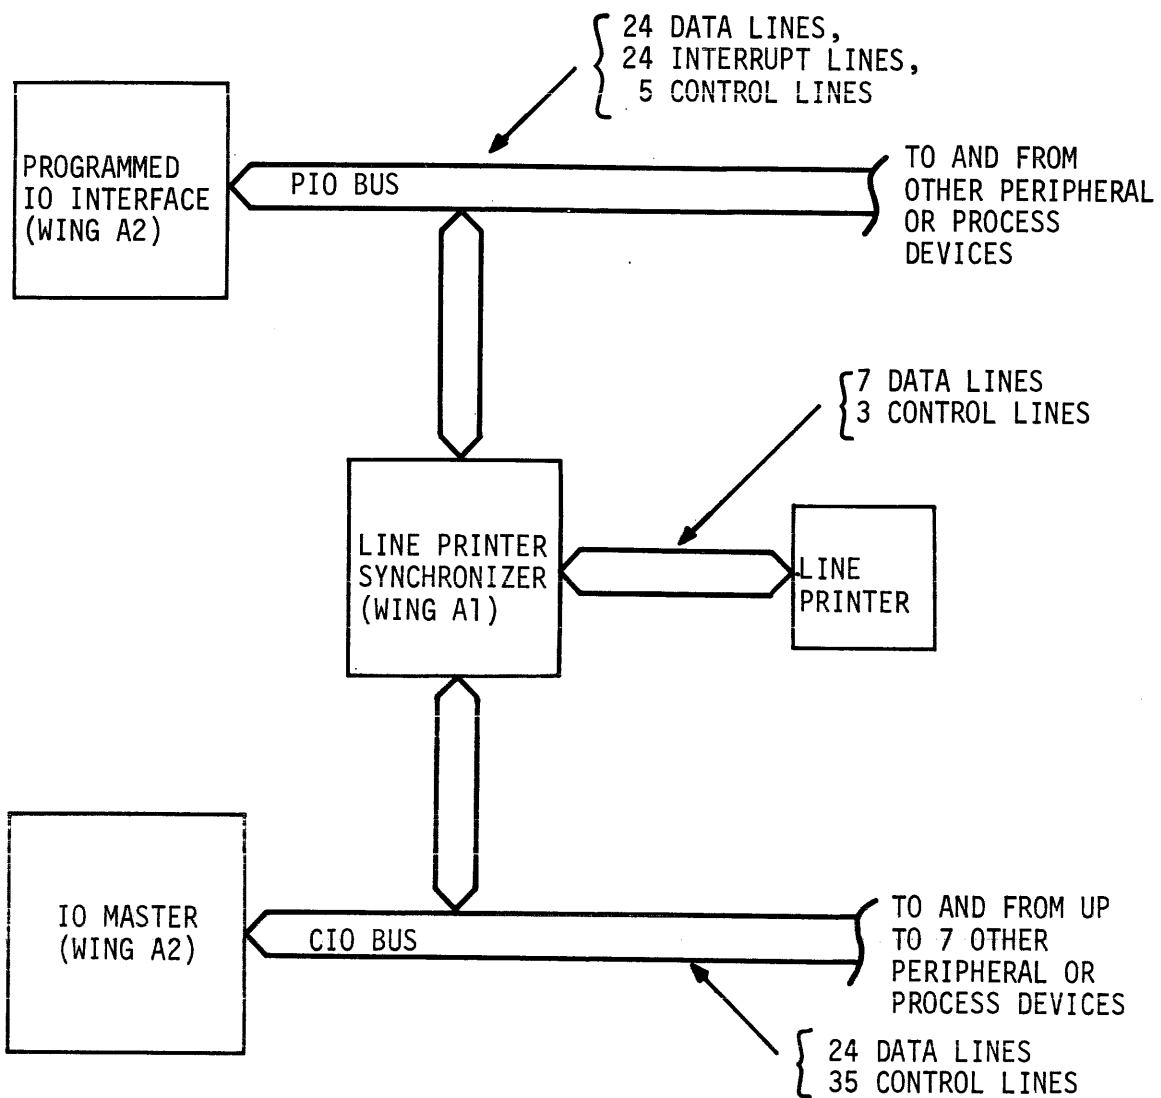 24 DATA LINES,
24 INTERRUPT LINES,
5 CONTROL LINES
PROGRAMMED
IO INTERFACE
(WING A2)
PIO BUS
TO AND FROM
OTHER PERIPHERAL
OR PROCESS
DEVICES
7 DATA LINES
3 CONTROL LINES
LINE PRINTER
SYNCHRONIZER
(WING A1)
LINE
PRINTER
IO MASTER
(WING A2)
CIO BUS
TO AND FROM UP
TO 7 OTHER
PERIPHERAL OR
PROCESS DEVICES
24 DATA LINES
35 CONTROL LINES